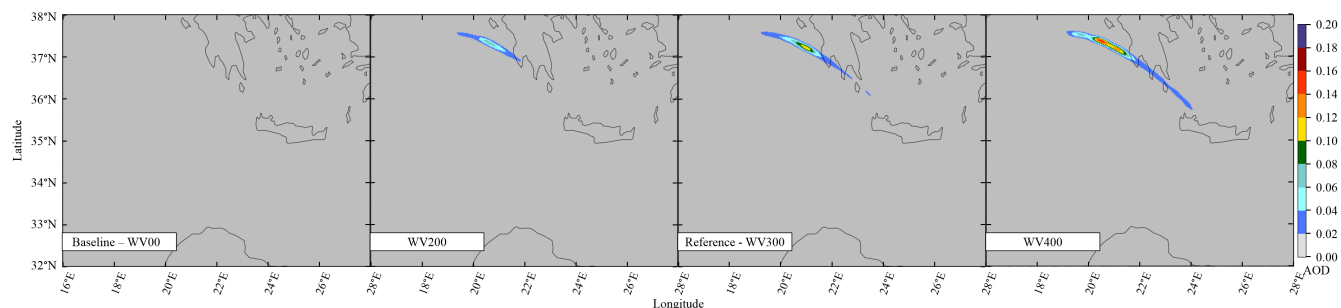 38°N
37°N
36°N
35°N
34°N
33°N
32°N
Latitude
Baseline – WV00
WV200
Reference - WV300
WV400
16°E 18°E 20°E 22°E 24°E 26°E 28°E 18°E 20°E 22°E 24°E 26°E 28°E 18°E 20°E 22°E 24°E 26°E 28°E 18°E 20°E 22°E 24°E 26°E 28°E
Longitude
0.20
0.18
0.16
0.14
0.12
0.10
0.08
0.06
0.04
0.02
0.00
AOD